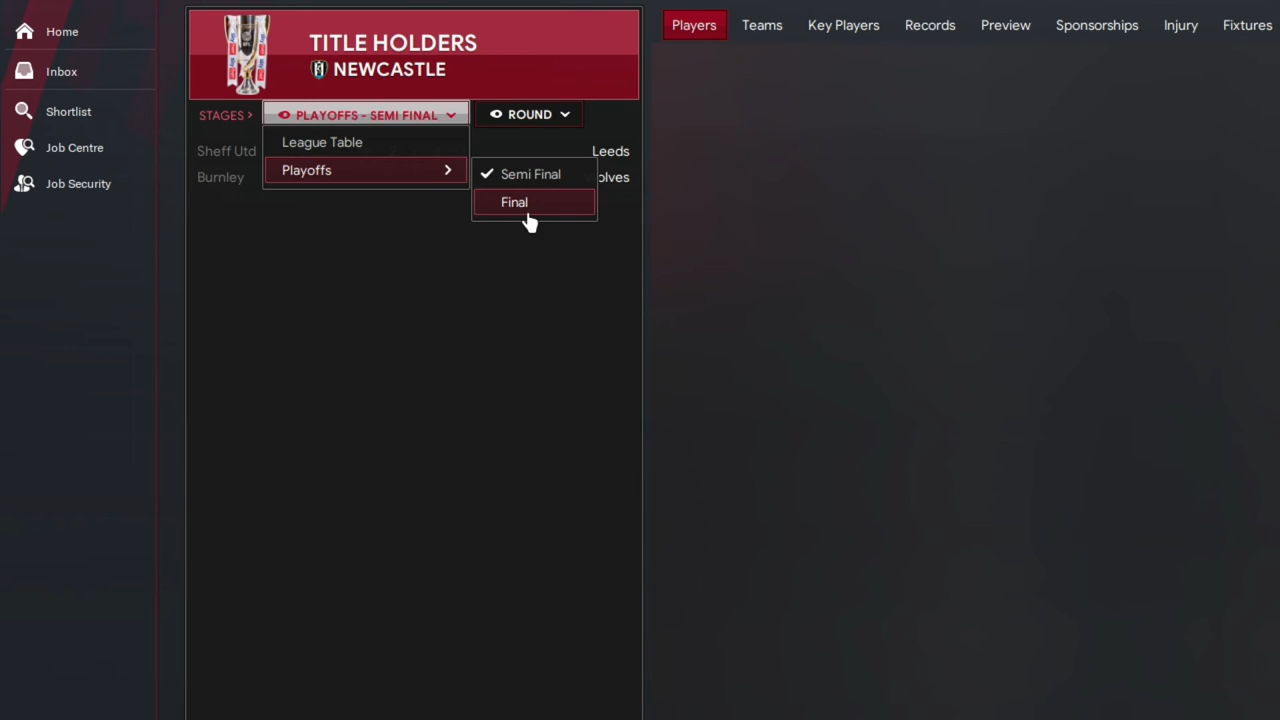 Home
Inbox
Shortlist
Job Centre
Job Security
TITLE HOLDERS
NEWCASTLE
STAGES >
PLAYOFFS - SEMI FINAL
ROUND
League Table
Playoffs
Semi Final
Final
Sheff Utd
Leeds
Burnley
Players
Teams
Key Players
Records
Preview
Sponsorships
Injury
Fixtures